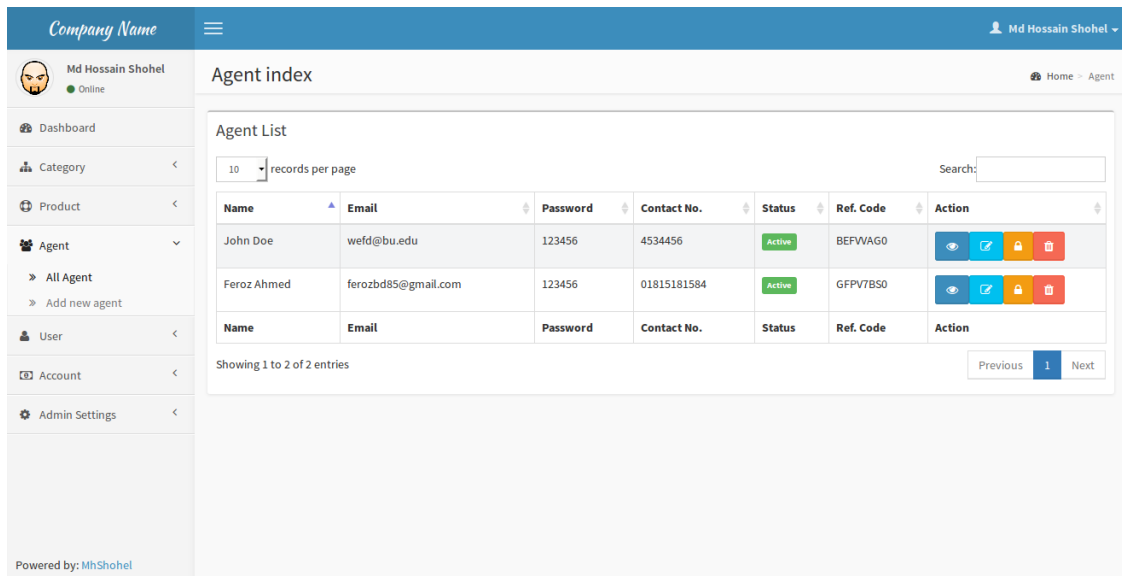 Company Name
Md Hossain Shohel
Md Hossain Shohel
Online
Agent index
Home > Agent
Dashboard
Category
Product
Agent
» All Agent
» Add new agent
User
Account
Admin Settings
Powered by: MhShohel
Agent List
10 records per page
Search:
Name Email Password Contact No. Status Ref. Code Action
John Doe wefd@bu.edu 123456 4534456 Active BEFVVAG0
Feroz Ahmed ferozbd85@gmail.com 123456 01815181584 Active GFPV7BS0
Name Email Password Contact No. Status Ref. Code Action
Showing 1 to 2 of 2 entries
Previous 1 Next